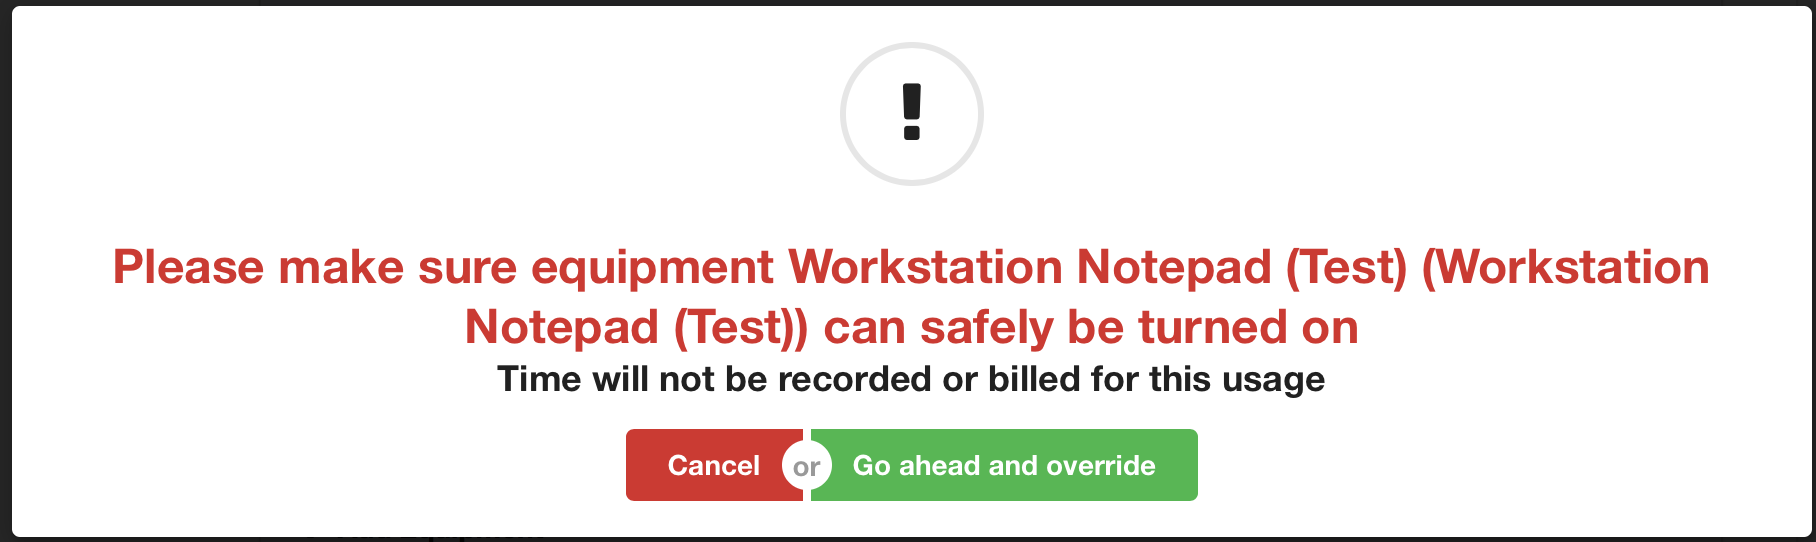 Please make sure equipment Workstation Notepad (Test) (Workstation
Notepad (Test)) can safely be turned on
Time will not be recorded or billed for this usage
Cancel or Go ahead and override